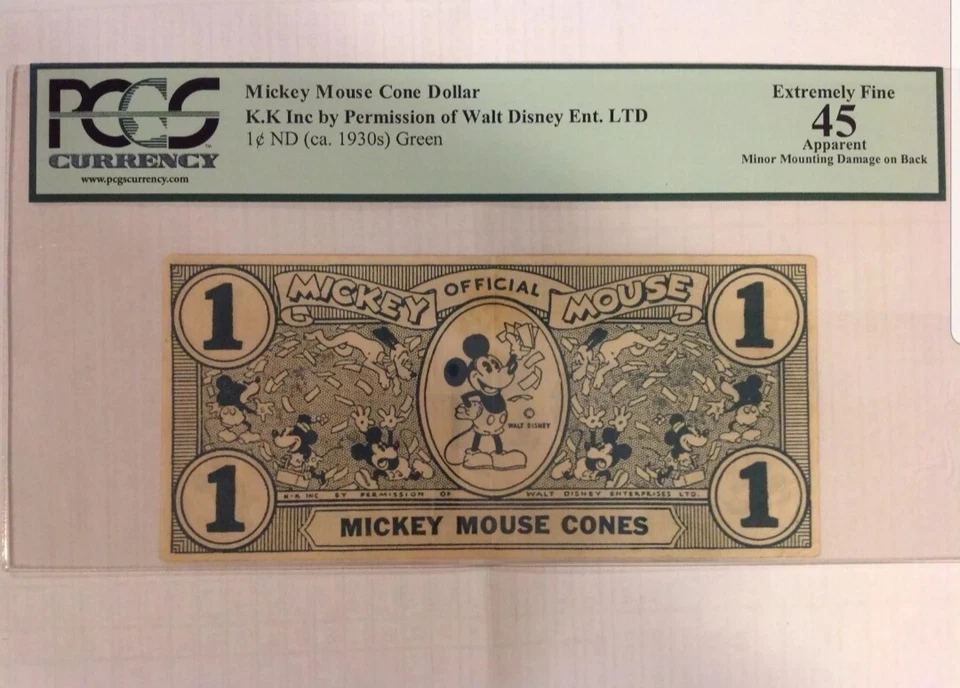 PCGS
CURRENCY
www.pcgscurrency.com
Mickey Mouse Cone Dollar
K.K Inc by Permission of Walt Disney Ent. LTD
1¢ ND (ca. 1930s) Green
Extremely Fine
45
Apparent
Minor Mounting Damage on Back
1 MICKEY OFFICIAL MOUSE 1
WALT DISNEY
K-K INC BY PERMISSION OF WALT DISNEY ENTERPRISES LTD.
1 MICKEY MOUSE CONES 1